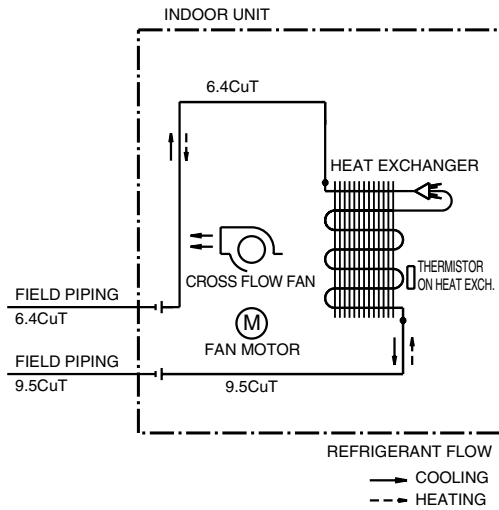 INDOOR UNIT
6.4CuT
HEAT EXCHANGER
CROSS FLOW FAN
THERMISTOR
ON HEAT EXCH.
FIELD PIPING
6.4CuT
M
FAN MOTOR
FIELD PIPING
9.5CuT
9.5CuT
REFRIGERANT FLOW
COOLING
HEATING